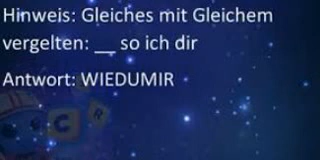 Hinweis: Gleiches mit Gleichem
vergelten: __ so ich dir
Antwort: WIEDUMIR
C R